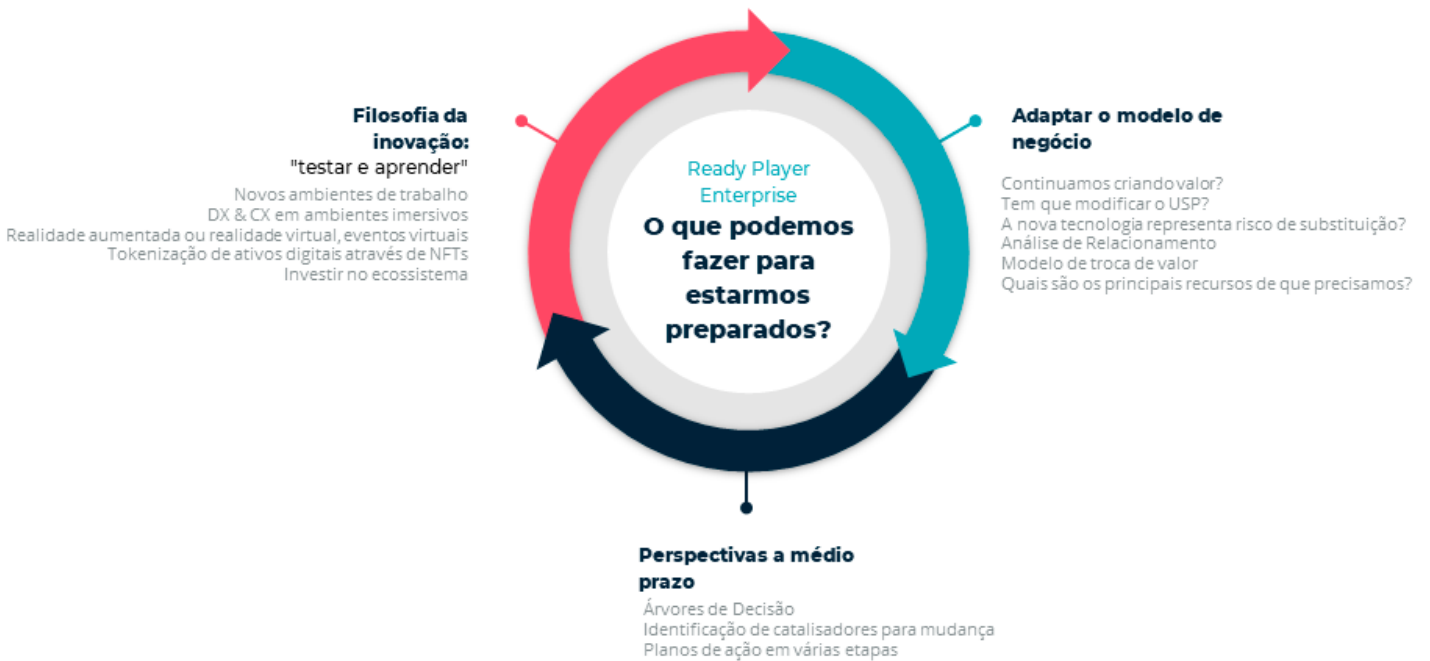 Filosofia da
inovação:
"testar e aprender"
Novos ambientes de trabalho
DX & CX em ambientes imersivos
Realidade aumentada ou realidade virtual, eventos virtuais
Tokenização de ativos digitais através de NFTs
Investir no ecossistema
Ready Player
Enterprise
O que podemos
fazer para
estarmos
preparados?
Adaptar o modelo de
negócio
Continuamos criando valor?
Tem que modificar o USP?
A nova tecnologia representa risco de substituição?
Análise de Relacionamento
Modelo de troca de valor
Quais são os principais recursos de que precisamos?
Perspectivas a médio
prazo
Árvores de Decisão
Identificação de catalisadores para mudança
Planos de ação em várias etapas